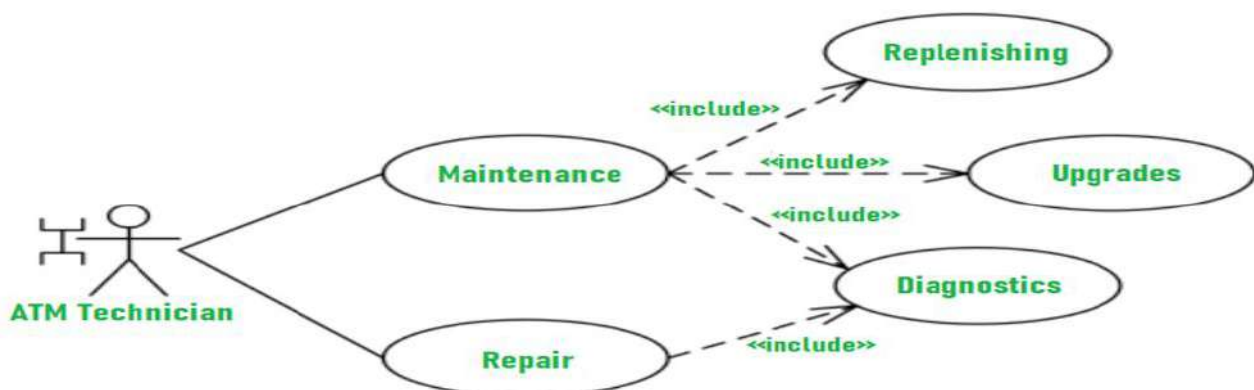 Replenishing
<<include>>
Maintenance
<<include>>
Upgrades
<<include>>
Diagnostics
ATM Technician
<<include>>
Repair